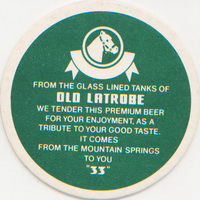 FROM THE GLASS LINED TANKS OF
OLD LATROBE
WE TENDER THIS PREMIUM BEER
FOR YOUR ENJOYMENT, AS A
TRIBUTE TO YOUR GOOD TASTE.
IT COMES
FROM THE MOUNTAIN SPRINGS
TO YOU
"33"